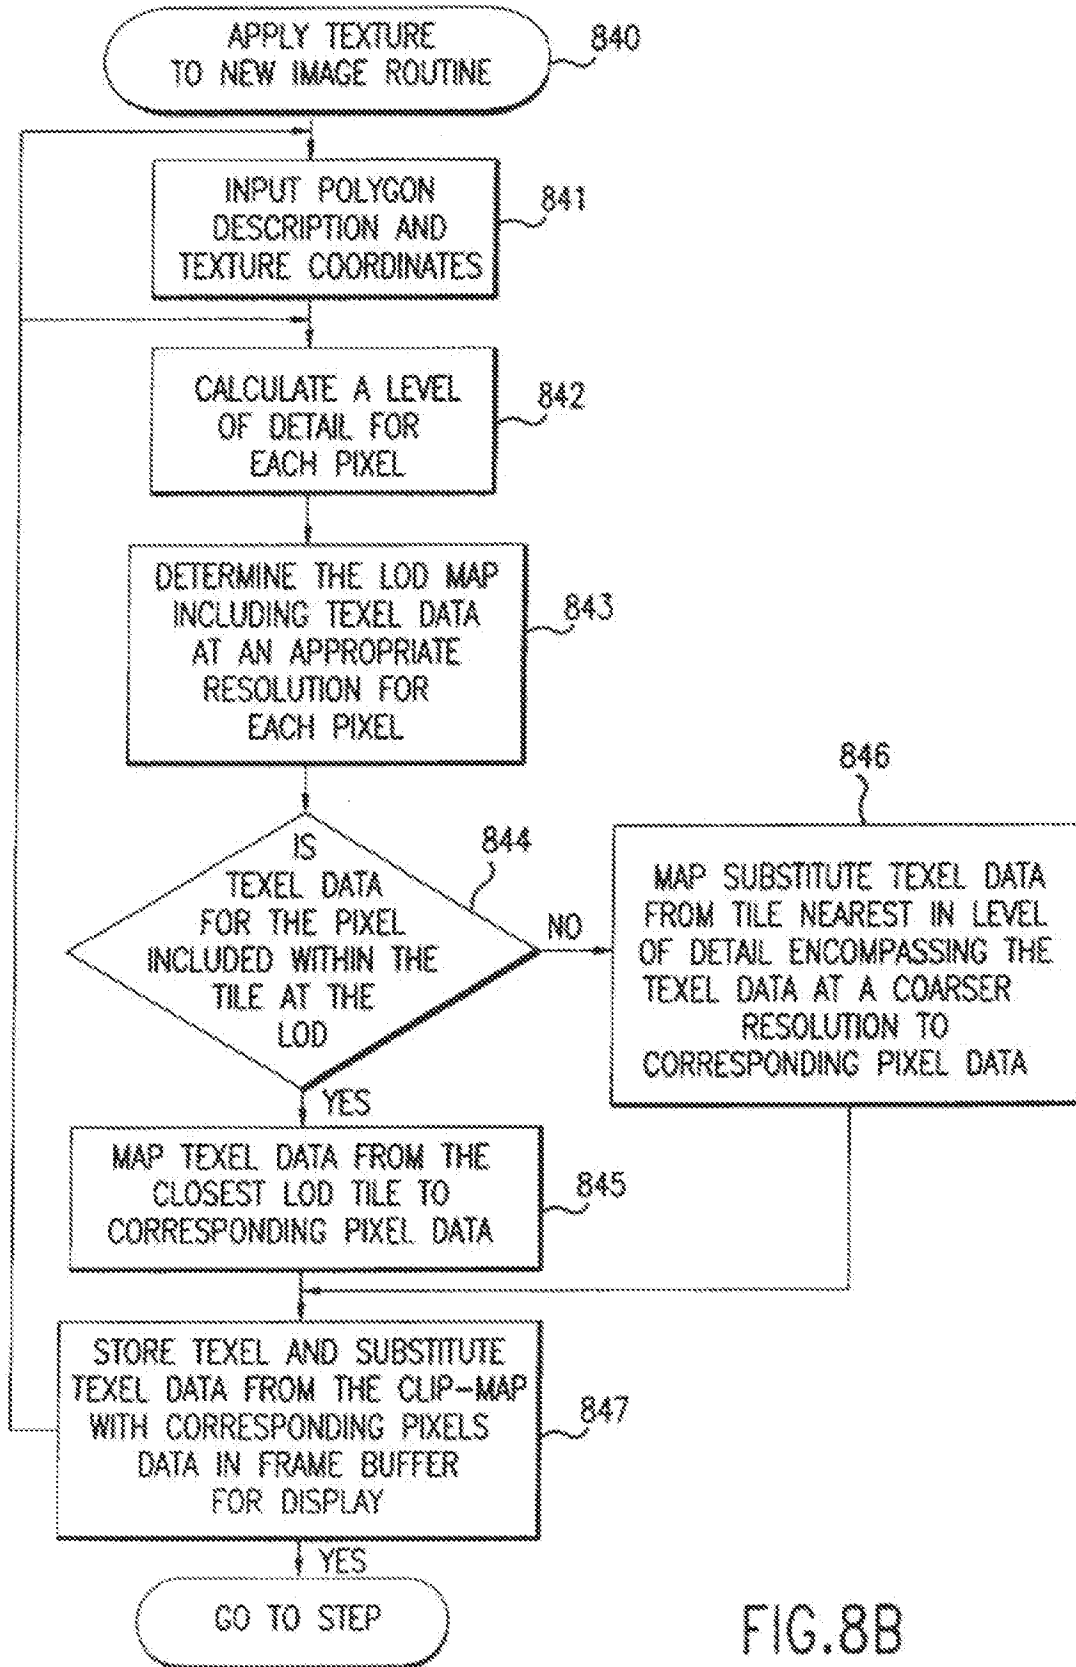 APPLY TEXTURE
TO NEW IMAGE ROUTINE
840
INPUT POLYGON
DESCRIPTION AND
TEXTURE COORDINATES
841
CALCULATE A LEVEL
OF DETAIL FOR
EACH PIXEL
842
DETERMINE THE LOD MAP
INCLUDING TEXEL DATA
AT AN APPROPRIATE
RESOLUTION FOR
EACH PIXEL
843
IS
TEXEL DATA
FOR THE PIXEL
INCLUDED WITHIN THE
TILE AT THE
LOD
844
NO
846
MAP SUBSTITUTE TEXEL DATA
FROM TILE NEAREST IN LEVEL
OF DETAIL ENCOMPASSING THE
TEXEL DATA AT A COARSER
RESOLUTION TO
CORRESPONDING PIXEL DATA
YES
MAP TEXEL DATA FROM THE
CLOSEST LOD TILE TO
CORRESPONDING PIXEL DATA
845
STORE TEXEL AND SUBSTITUTE
TEXEL DATA FROM THE CLIP-MAP
WITH CORRESPONDING PIXELS
DATA IN FRAME BUFFER
FOR DISPLAY
847
YES
GO TO STEP
FIG.8B